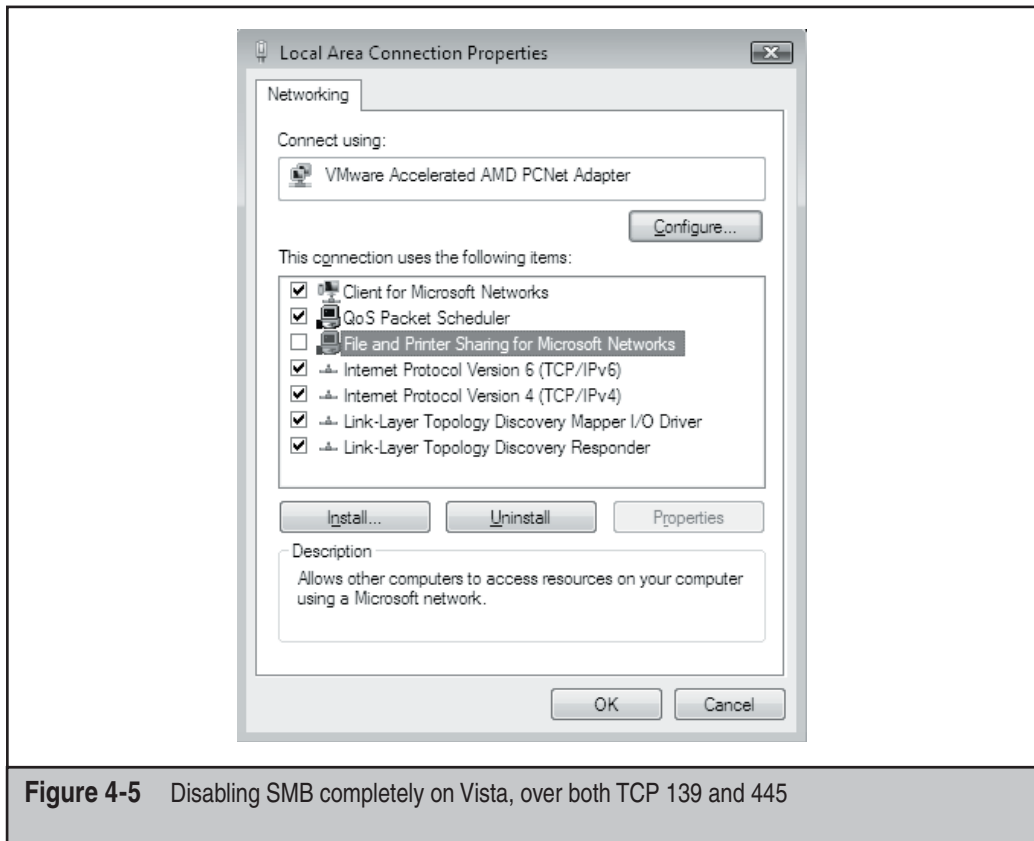 Local Area Connection Properties
Networking
Connect using:
VMware Accelerated AMD PCNet Adapter
Configure...
This connection uses the following items:
Client for Microsoft Networks
QoS Packet Scheduler
File and Printer Sharing for Microsoft Networks
Internet Protocol Version 6 (TCP/IPv6)
Internet Protocol Version 4 (TCP/IPv4)
Link-Layer Topology Discovery Mapper I/O Driver
Link-Layer Topology Discovery Responder
Install... Uninstall Properties
Description
Allows other computers to access resources on your computer
using a Microsoft network.
OK Cancel
Figure 4-5 Disabling SMB completely on Vista, over both TCP 139 and 445